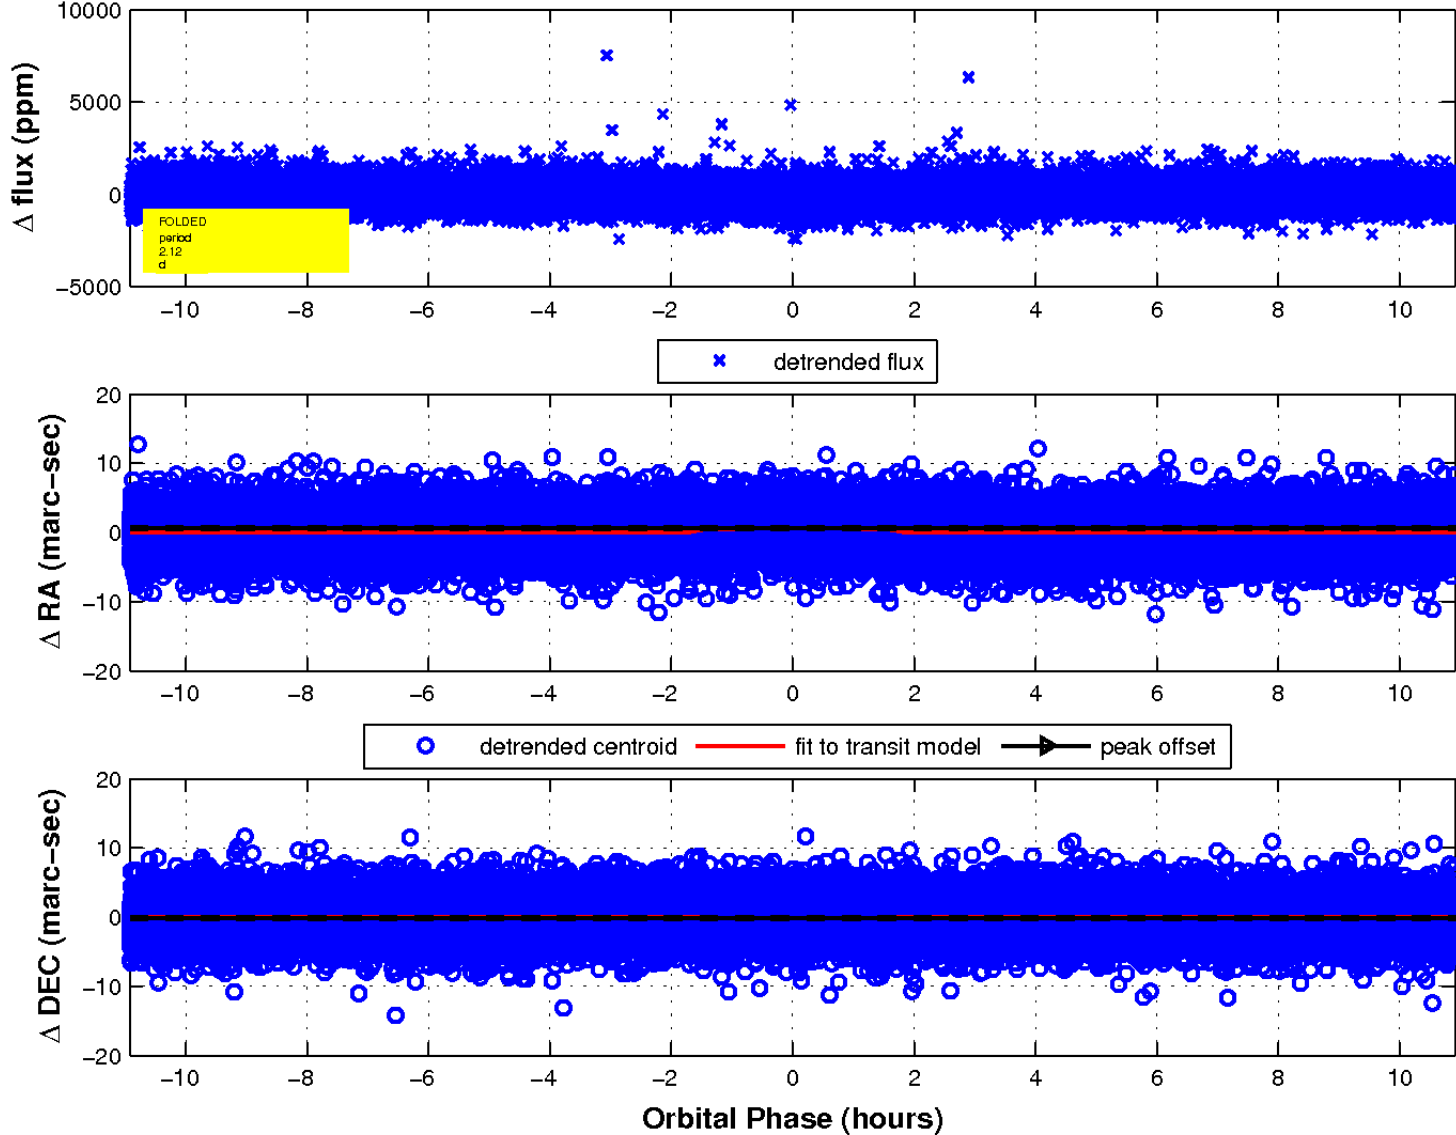 10000
5000
0
−5000
Δ flux (ppm)
FOLDED
period
2.12
d
−10 −8 −6 −4 −2 0 2 4 6 8 10
detrended flux
20
10
0
−10
−20
Δ RA (marc−sec)
−10 −8 −6 −4 −2 0 2 4 6 8 10
detrended centroid fit to transit model peak offset
20
10
0
−10
−20
Δ DEC (marc−sec)
−10 −8 −6 −4 −2 0 2 4 6 8 10
Orbital Phase (hours)